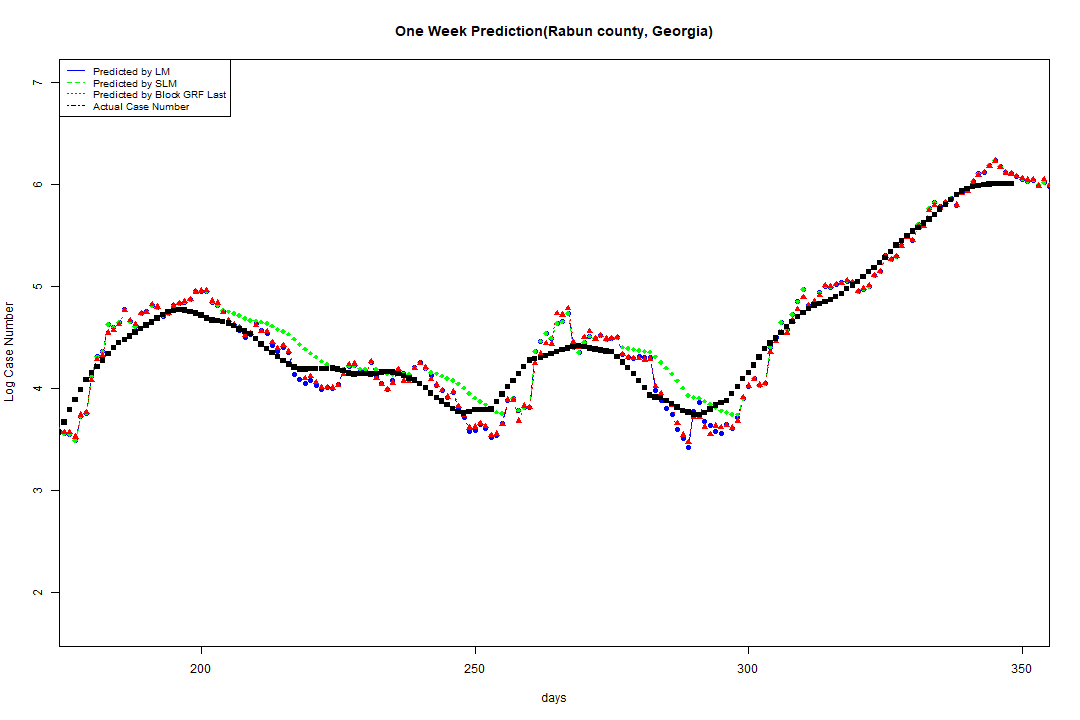 One Week Prediction(Rabun county, Georgia)
Predicted by LM
Predicted by SLM
Predicted by Block GRF Last
Actual Case Number
7
6
5
4
3
2
Log Case Number
200
250
300
350
days